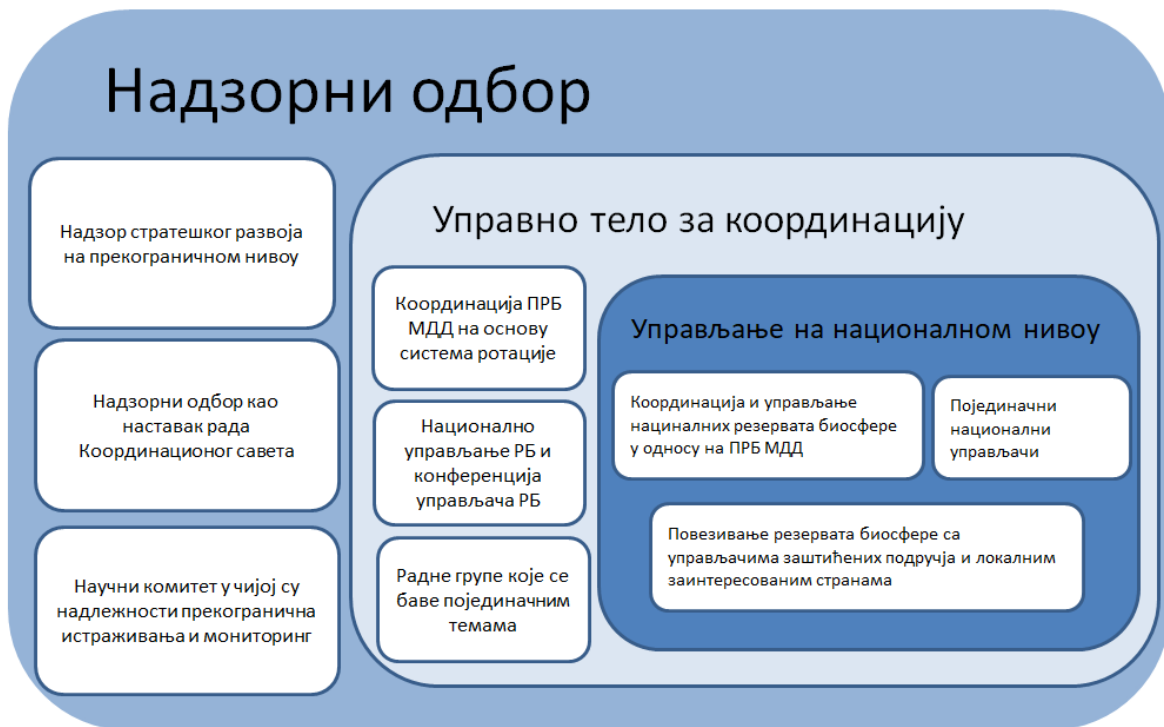 Надзорни одбор
Надзор стратешког развоја
на прекограничном нивоу
Надзорни одбор као
наставак рада
Координационог савета
Научни комитет у чијој су
надлежности прекогранична
истраживања и мониторинг
Управно тело за координацију
Координација ПРБ
МДД на основу
система ротације
Национално
управљање РБ и
конференција
управљача РБ
Радне групе које се
баве појединачним
темама
Управљање на националном нивоу
Координација и управљање
нациналних резервата биосфере
у односу на ПРБ МДД
Појединачни
национални
управљачи
Повезивање резервата биосфере са
управљачима заштићених подручја и локалним
заинтересованим странама